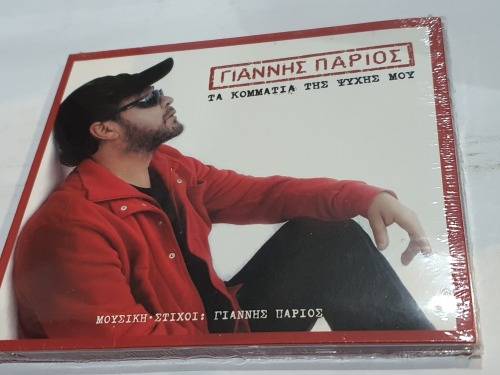 ΓΙΑΝΝΗΣ ΠΑΡΙΟΣ
ΤΑ ΚΟΜΜΑΤΙΑ ΤΗΣ ΨΥΧΗΣ ΜΟΥ
ΜΟΥΣΙΚΗ·ΣΤΙΧΟΙ: ΓΙΑΝΝΗΣ ΠΑΡΙΟΣ